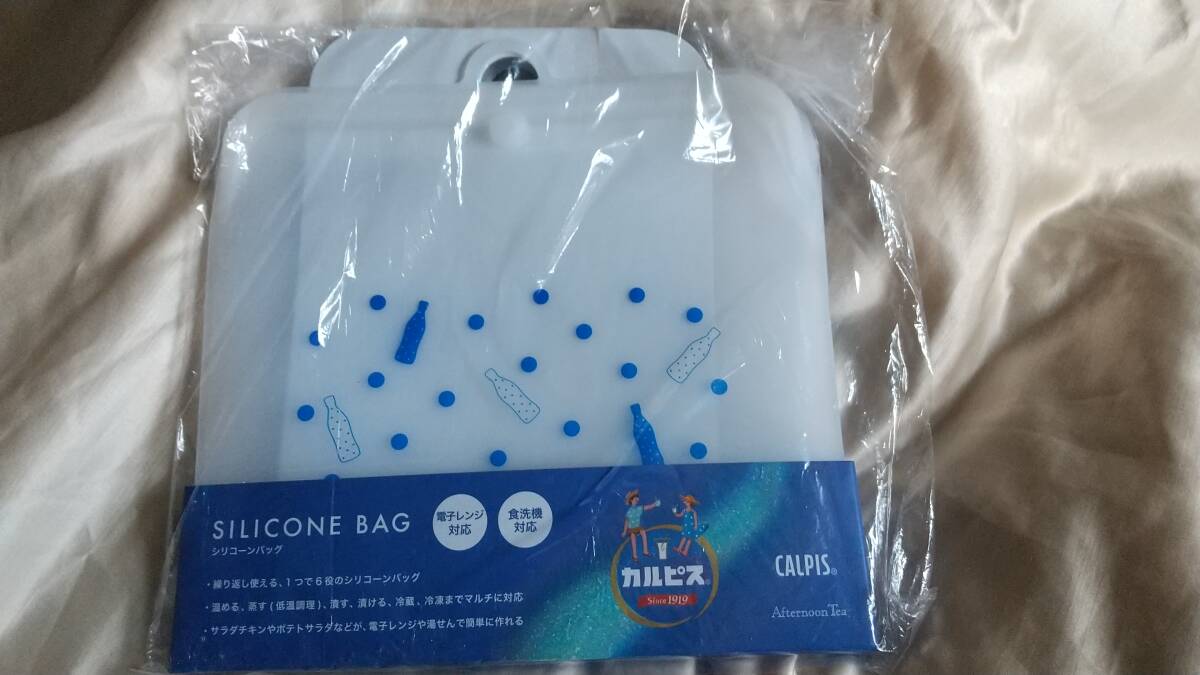 SILICONE BAG
シリコーンバッグ
電子レンジ
対応
食洗機
対応
・繰り返し使える、1つで6役のシリコーンバッグ
・温める、蒸す(低温調理)、潰す、漬ける、冷蔵、冷凍までマルチに対応
・サラダチキンやポテトサラダなどが、電子レンジや湯せんで簡単に作れる
カルピス®
Since 1919
CALPIS®
Afternoon Tea